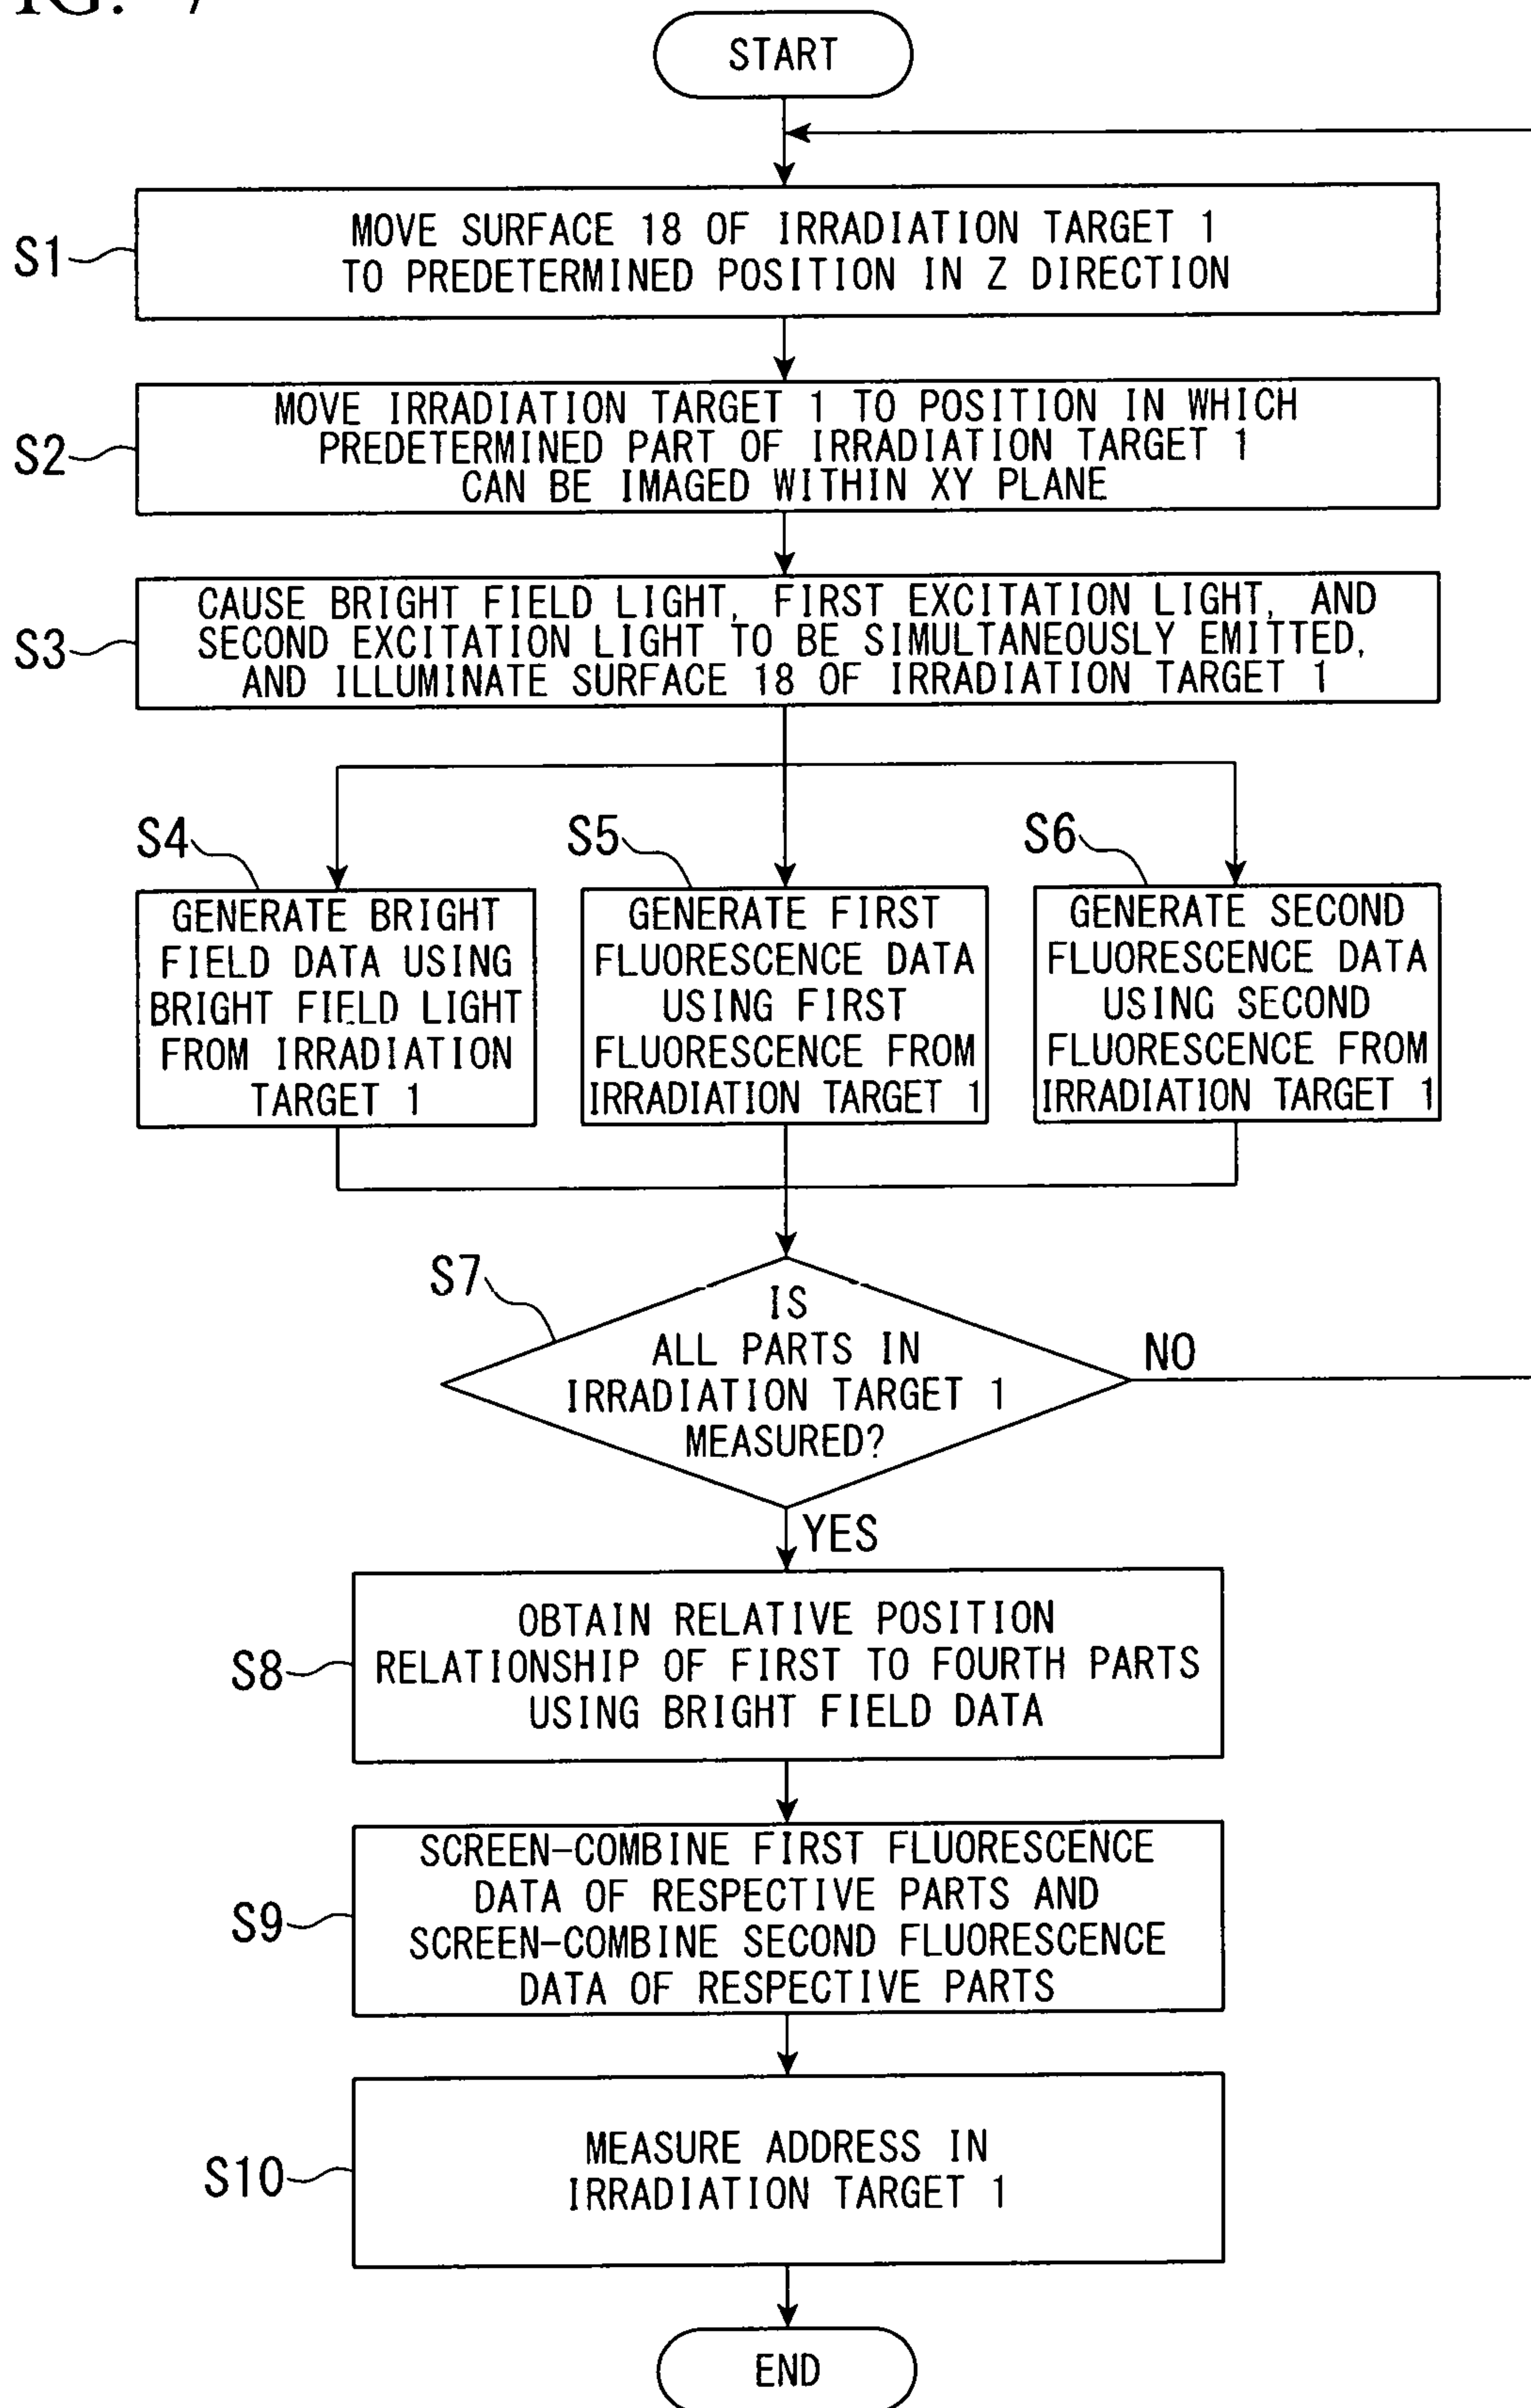 IG. 7
START
S1
MOVE SURFACE 18 OF IRRADIATION TARGET 1
TO PREDETERMINED POSITION IN Z DIRECTION
S2
MOVE IRRADIATION TARGET 1 TO POSITION IN WHICH
PREDETERMINED PART OF IRRADIATION TARGET 1
CAN BE IMAGED WITHIN XY PLANE
S3
CAUSE BRIGHT FIELD LIGHT, FIRST EXCITATION LIGHT, AND
SECOND EXCITATION LIGHT TO BE SIMULTANEOUSLY EMITTED,
AND ILLUMINATE SURFACE 18 OF IRRADIATION TARGET 1
S4
GENERATE BRIGHT
FIELD DATA USING
BRIGHT FIELD LIGHT
FROM IRRADIATION
TARGET 1
S5
GENERATE FIRST
FLUORESCENCE DATA
USING FIRST
FLUORESCENCE FROM
IRRADIATION TARGET 1
S6
GENERATE SECOND
FLUORESCENCE DATA
USING SECOND
FLUORESCENCE FROM
IRRADIATION TARGET 1
S7
IS
ALL PARTS IN
IRRADIATION TARGET 1
MEASURED?
NO
YES
S8
OBTAIN RELATIVE POSITION
RELATIONSHIP OF FIRST TO FOURTH PARTS
USING BRIGHT FIELD DATA
S9
SCREEN-COMBINE FIRST FLUORESCENCE
DATA OF RESPECTIVE PARTS AND
SCREEN-COMBINE SECOND FLUORESCENCE
DATA OF RESPECTIVE PARTS
S10
MEASURE ADDRESS IN
IRRADIATION TARGET 1
END